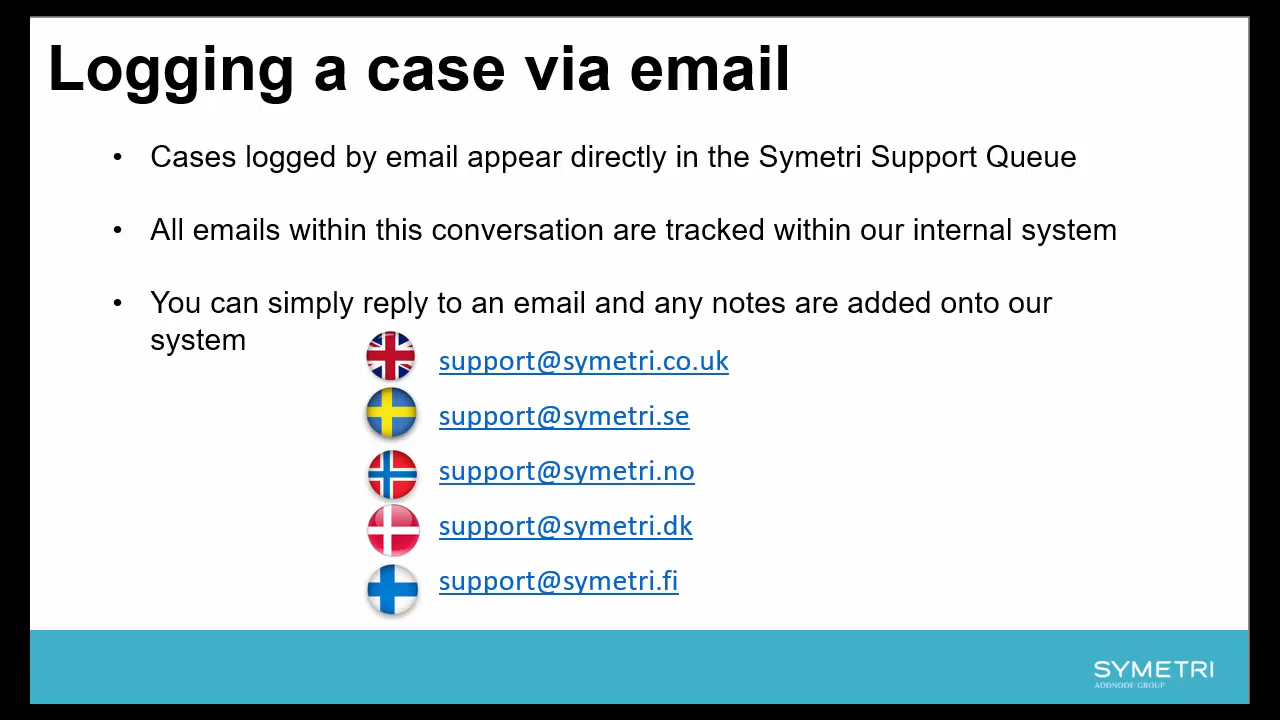 Logging a case via email
• Cases logged by email appear directly in the Symetri Support Queue
• All emails within this conversation are tracked within our internal system
• You can simply reply to an email and any notes are added onto our
system
support@symetri.co.uk
support@symetri.se
support@symetri.no
support@symetri.dk
support@symetri.fi
SYMETRI
ADDNODE GROUP